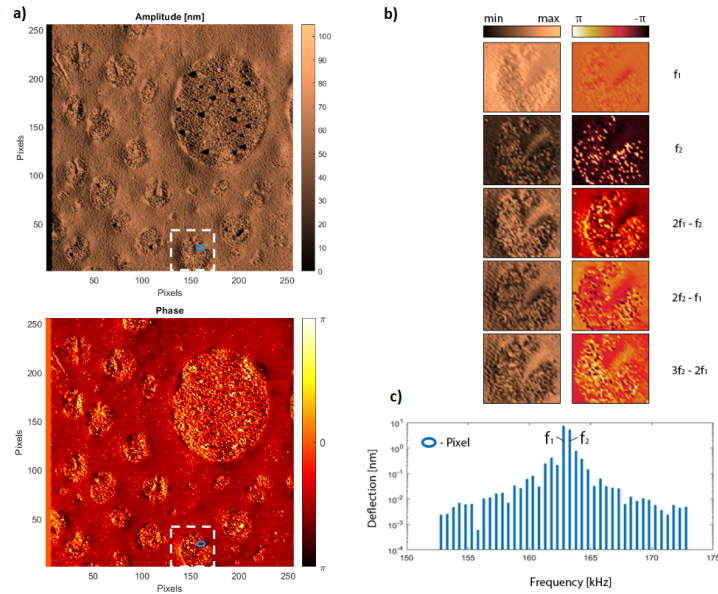 a)
Amplitude [nm]
250
200
150
100
50
Pixels
50
100
150
200
250
Pixels
100
90
80
70
60
50
40
30
20
10
0
Phase
250
200
150
100
50
Pixels
50
100
150
200
250
Pixels
π
0
π
b)
min
max
π
-π
f₁
f₂
2f₁ - f₂
2f₂ - f₁
3f₂ - 2f₁
c)
- Pixel
f₁
f₂
10¹
10⁰
10⁻¹
10⁻²
10⁻³
10⁻⁴
Deflection [nm]
150
155
160
165
170
175
Frequency [kHz]